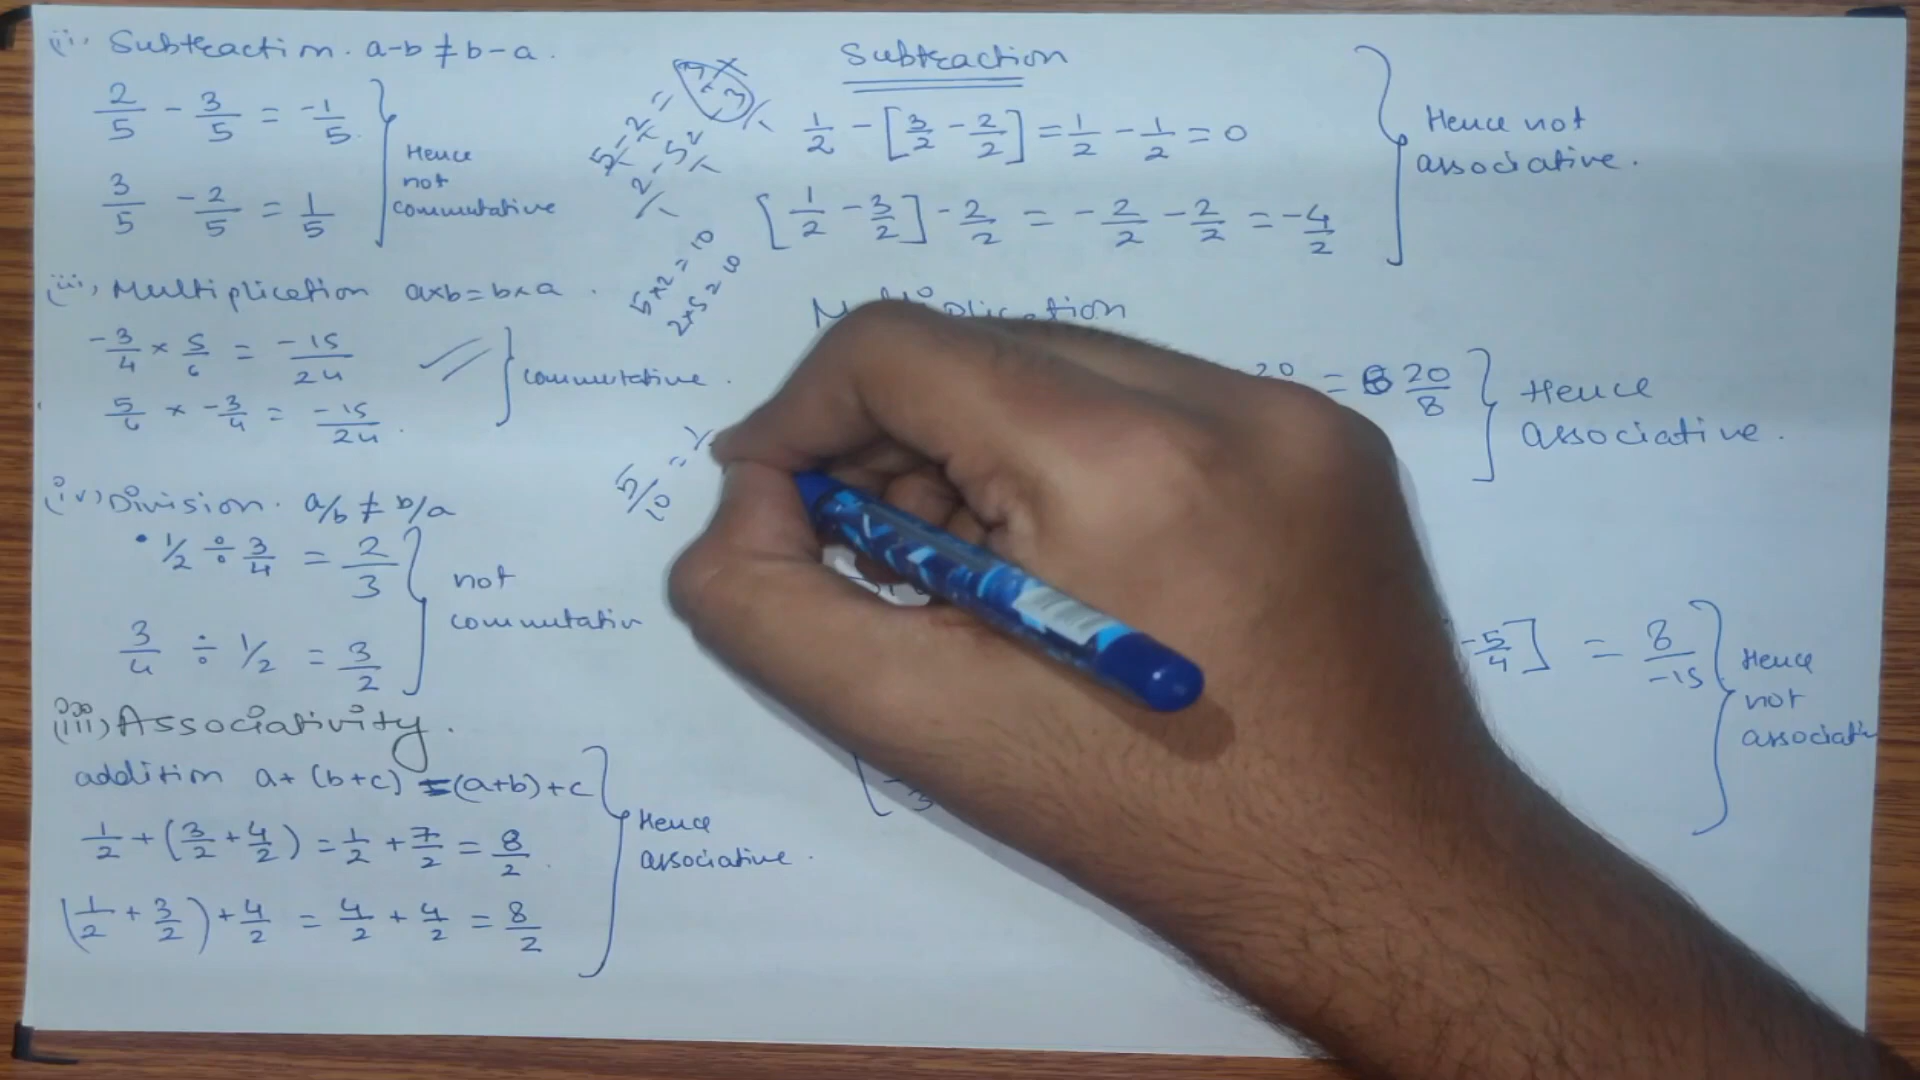 (ii) Subtraction. a-b ≠ b-a.
2/5 - 3/5 = -1/5.
3/5 - 2/5 = 1/5
Hence
not
commutative
(iii) Multiplication a×b = b×a.
-3/4 × 5/6 = -15/24
5/6 × -3/4 = -15/24.
commutative.
(iv) Division. a/b ≠ b/a
• 1/2 ÷ 3/4 = 2/3
3/4 ÷ 1/2 = 3/2
not
commutativ
(iii) Associativity.
addition a+(b+c) =(a+b)+c
1/2 + (3/2 + 4/2) = 1/2 + 7/2 = 8/2.
(1/2 + 3/2) + 4/2 = 4/2 + 4/2 = 8/2
Hence
associative.
5×2 = 10
2×5 = 10
5/10 =
Subtraction
1/2 - [3/2 - 2/2] = 1/2 - 1/2 = 0
[1/2 - 3/2] - 2/2 = -2/2 - 2/2 = -4/2
Hence not
associative.
Multiplication
20 = 20/8
Hence
associative.
-5/4] = 8/-15
Hence
not
associati